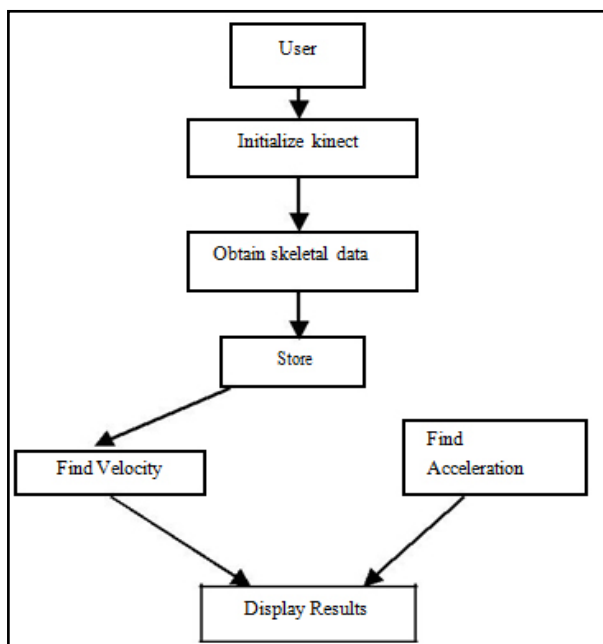 User
Initialize kinect
Obtain skeletal data
Store
Find Velocity
Find
Acceleration
Display Results